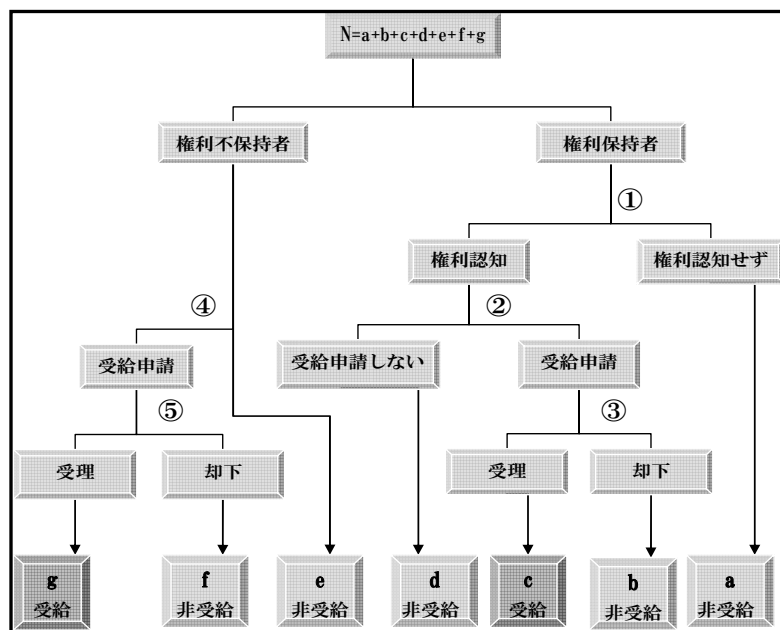 N=a+b+c+d+e+f+g
権利不保持者
権利保持者
①
権利認知
権利認知せず
④
②
受給申請
受給申請しない
受給申請
⑤
③
受理
却下
受理
却下
g
受給
f
非受給
e
非受給
d
非受給
c
受給
b
非受給
a
非受給